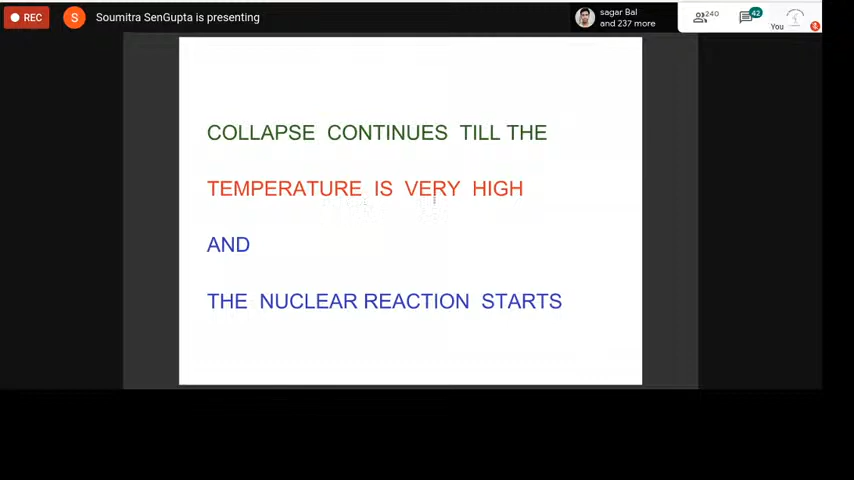 REC
S
Soumitra SenGupta is presenting
sagar Bal
and 237 more
240
42
You
COLLAPSE CONTINUES TILL THE
TEMPERATURE IS VERY HIGH
AND
THE NUCLEAR REACTION STARTS